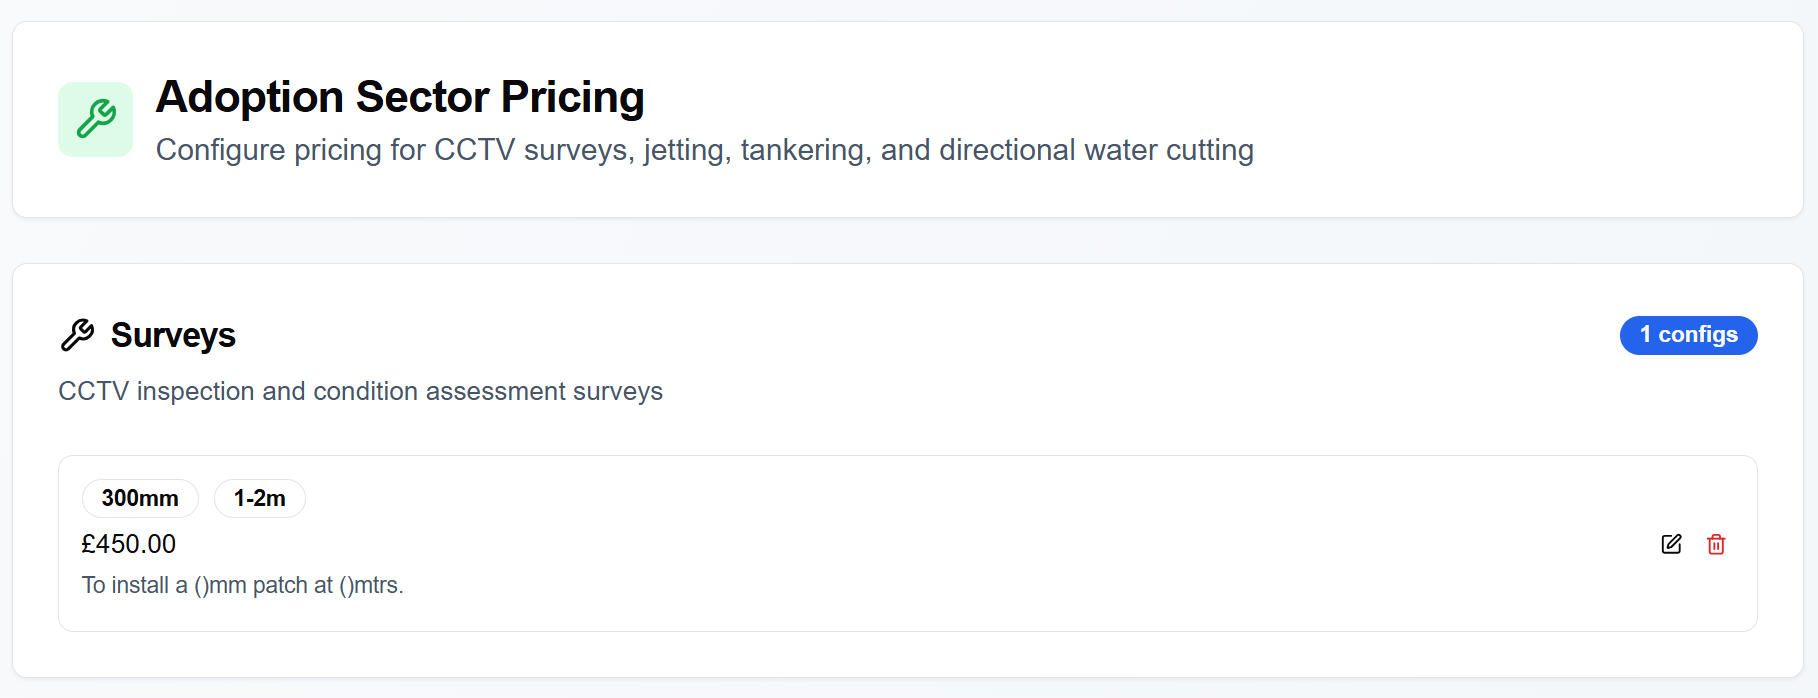 Adoption Sector Pricing
Configure pricing for CCTV surveys, jetting, tankering, and directional water cutting
Surveys
1 configs
CCTV inspection and condition assessment surveys
300mm 1-2m
£450.00
To install a ()mm patch at ()mtrs.